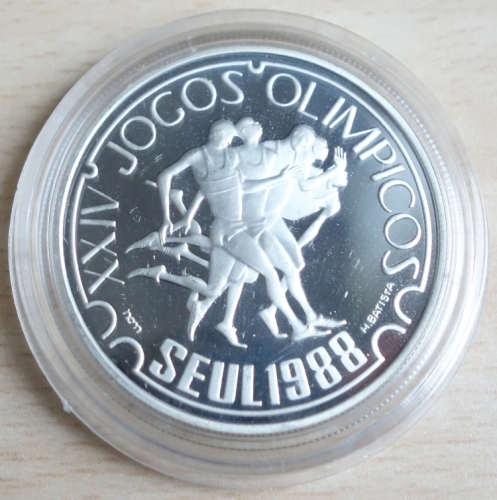 XXIV JOGOS OLIMPICOS
H. BATISTA
SEUL 1988